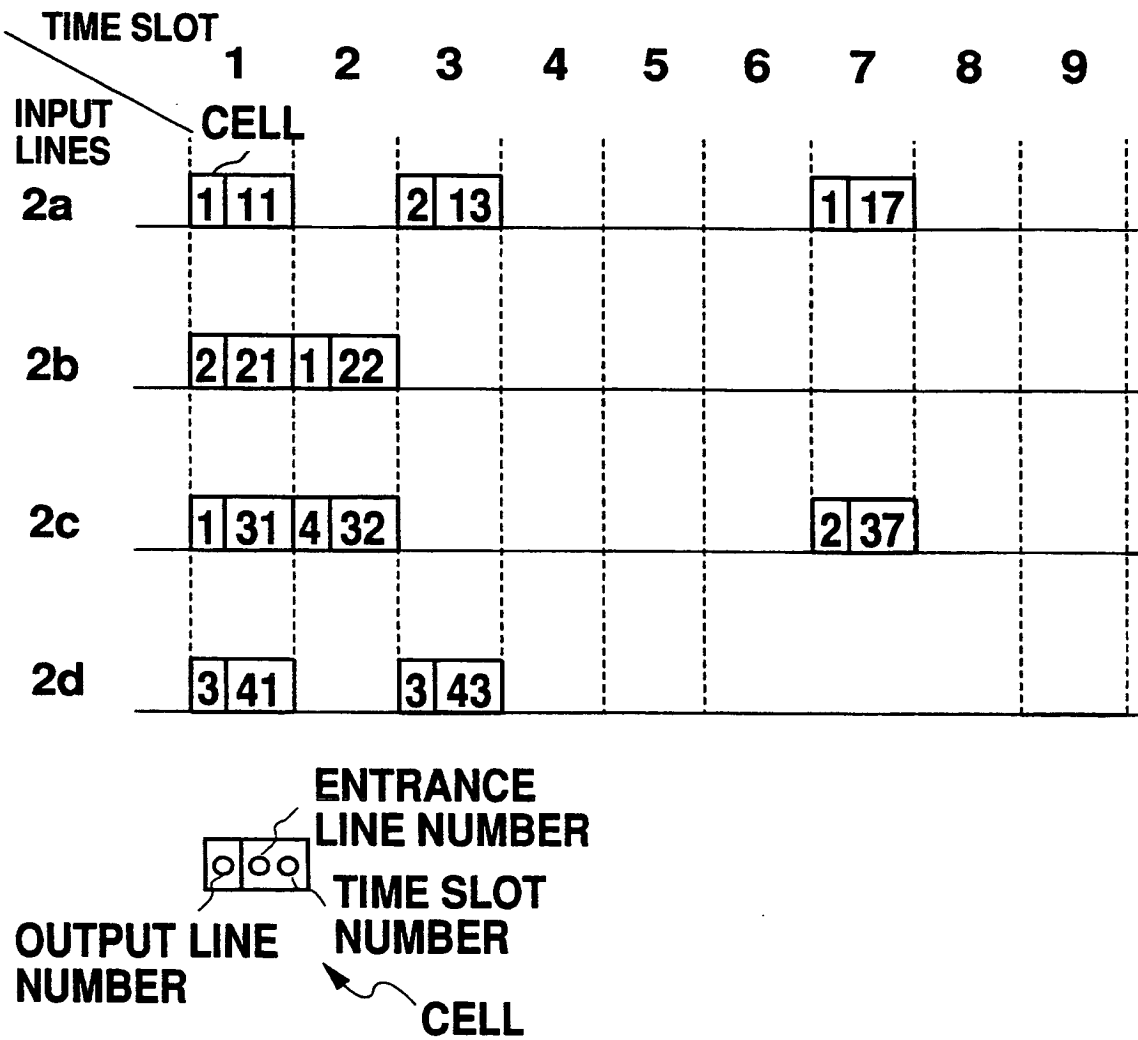 TIME SLOT
1 2 3 4 5 6 7 8 9
INPUT
LINES
CELL
2a 1 11 2 13 1 17
2b 2 21 1 22
2c 1 31 4 32 2 37
2d 3 41 3 43
ENTRANCE
LINE NUMBER
TIME SLOT
NUMBER
OUTPUT LINE
NUMBER
CELL